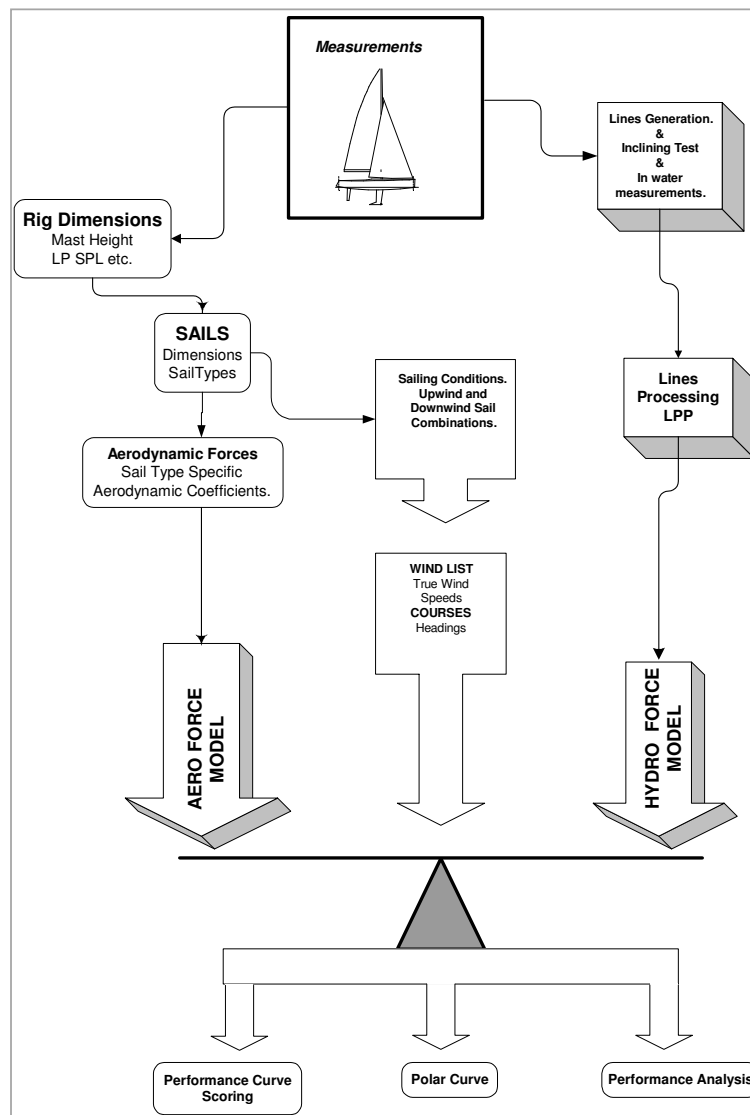 Measurements
Lines Generation.
&
Inclining Test
&
In water
measurements.
Rig Dimensions
Mast Height
LP SPL etc.
SAILS
Dimensions
SailTypes
Sailing Conditions.
Upwind and
Downwind Sail
Combinations.
Lines
Processing
LPP
Aerodynamic Forces
Sail Type Specific
Aerodynamic Coefficients.
WIND LIST
True Wind
Speeds
COURSES
Headings
AERO FORCE
MODEL
HYDRO FORCE
MODEL
Performance Curve
Scoring
Polar Curve
Performance Analysis